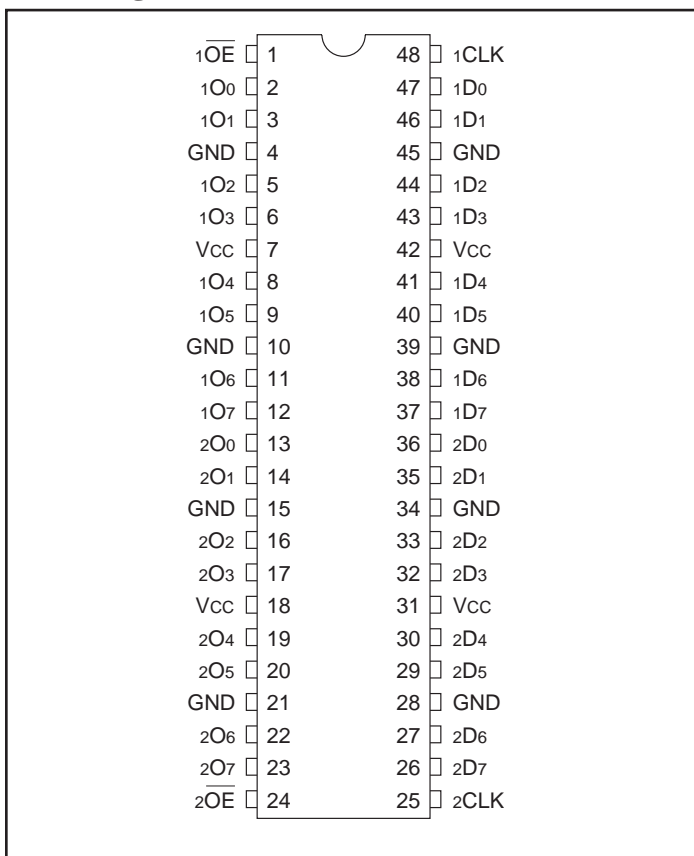 1OE 1 48 1CLK
1O0 2 47 1D0
1O1 3 46 1D1
GND 4 45 GND
1O2 5 44 1D2
1O3 6 43 1D3
VCC 7 42 VCC
1O4 8 41 1D4
1O5 9 40 1D5
GND 10 39 GND
1O6 11 38 1D6
1O7 12 37 1D7
2O0 13 36 2D0
2O1 14 35 2D1
GND 15 34 GND
2O2 16 33 2D2
2O3 17 32 2D3
VCC 18 31 VCC
2O4 19 30 2D4
2O5 20 29 2D5
GND 21 28 GND
2O6 22 27 2D6
2O7 23 26 2D7
2OE 24 25 2CLK